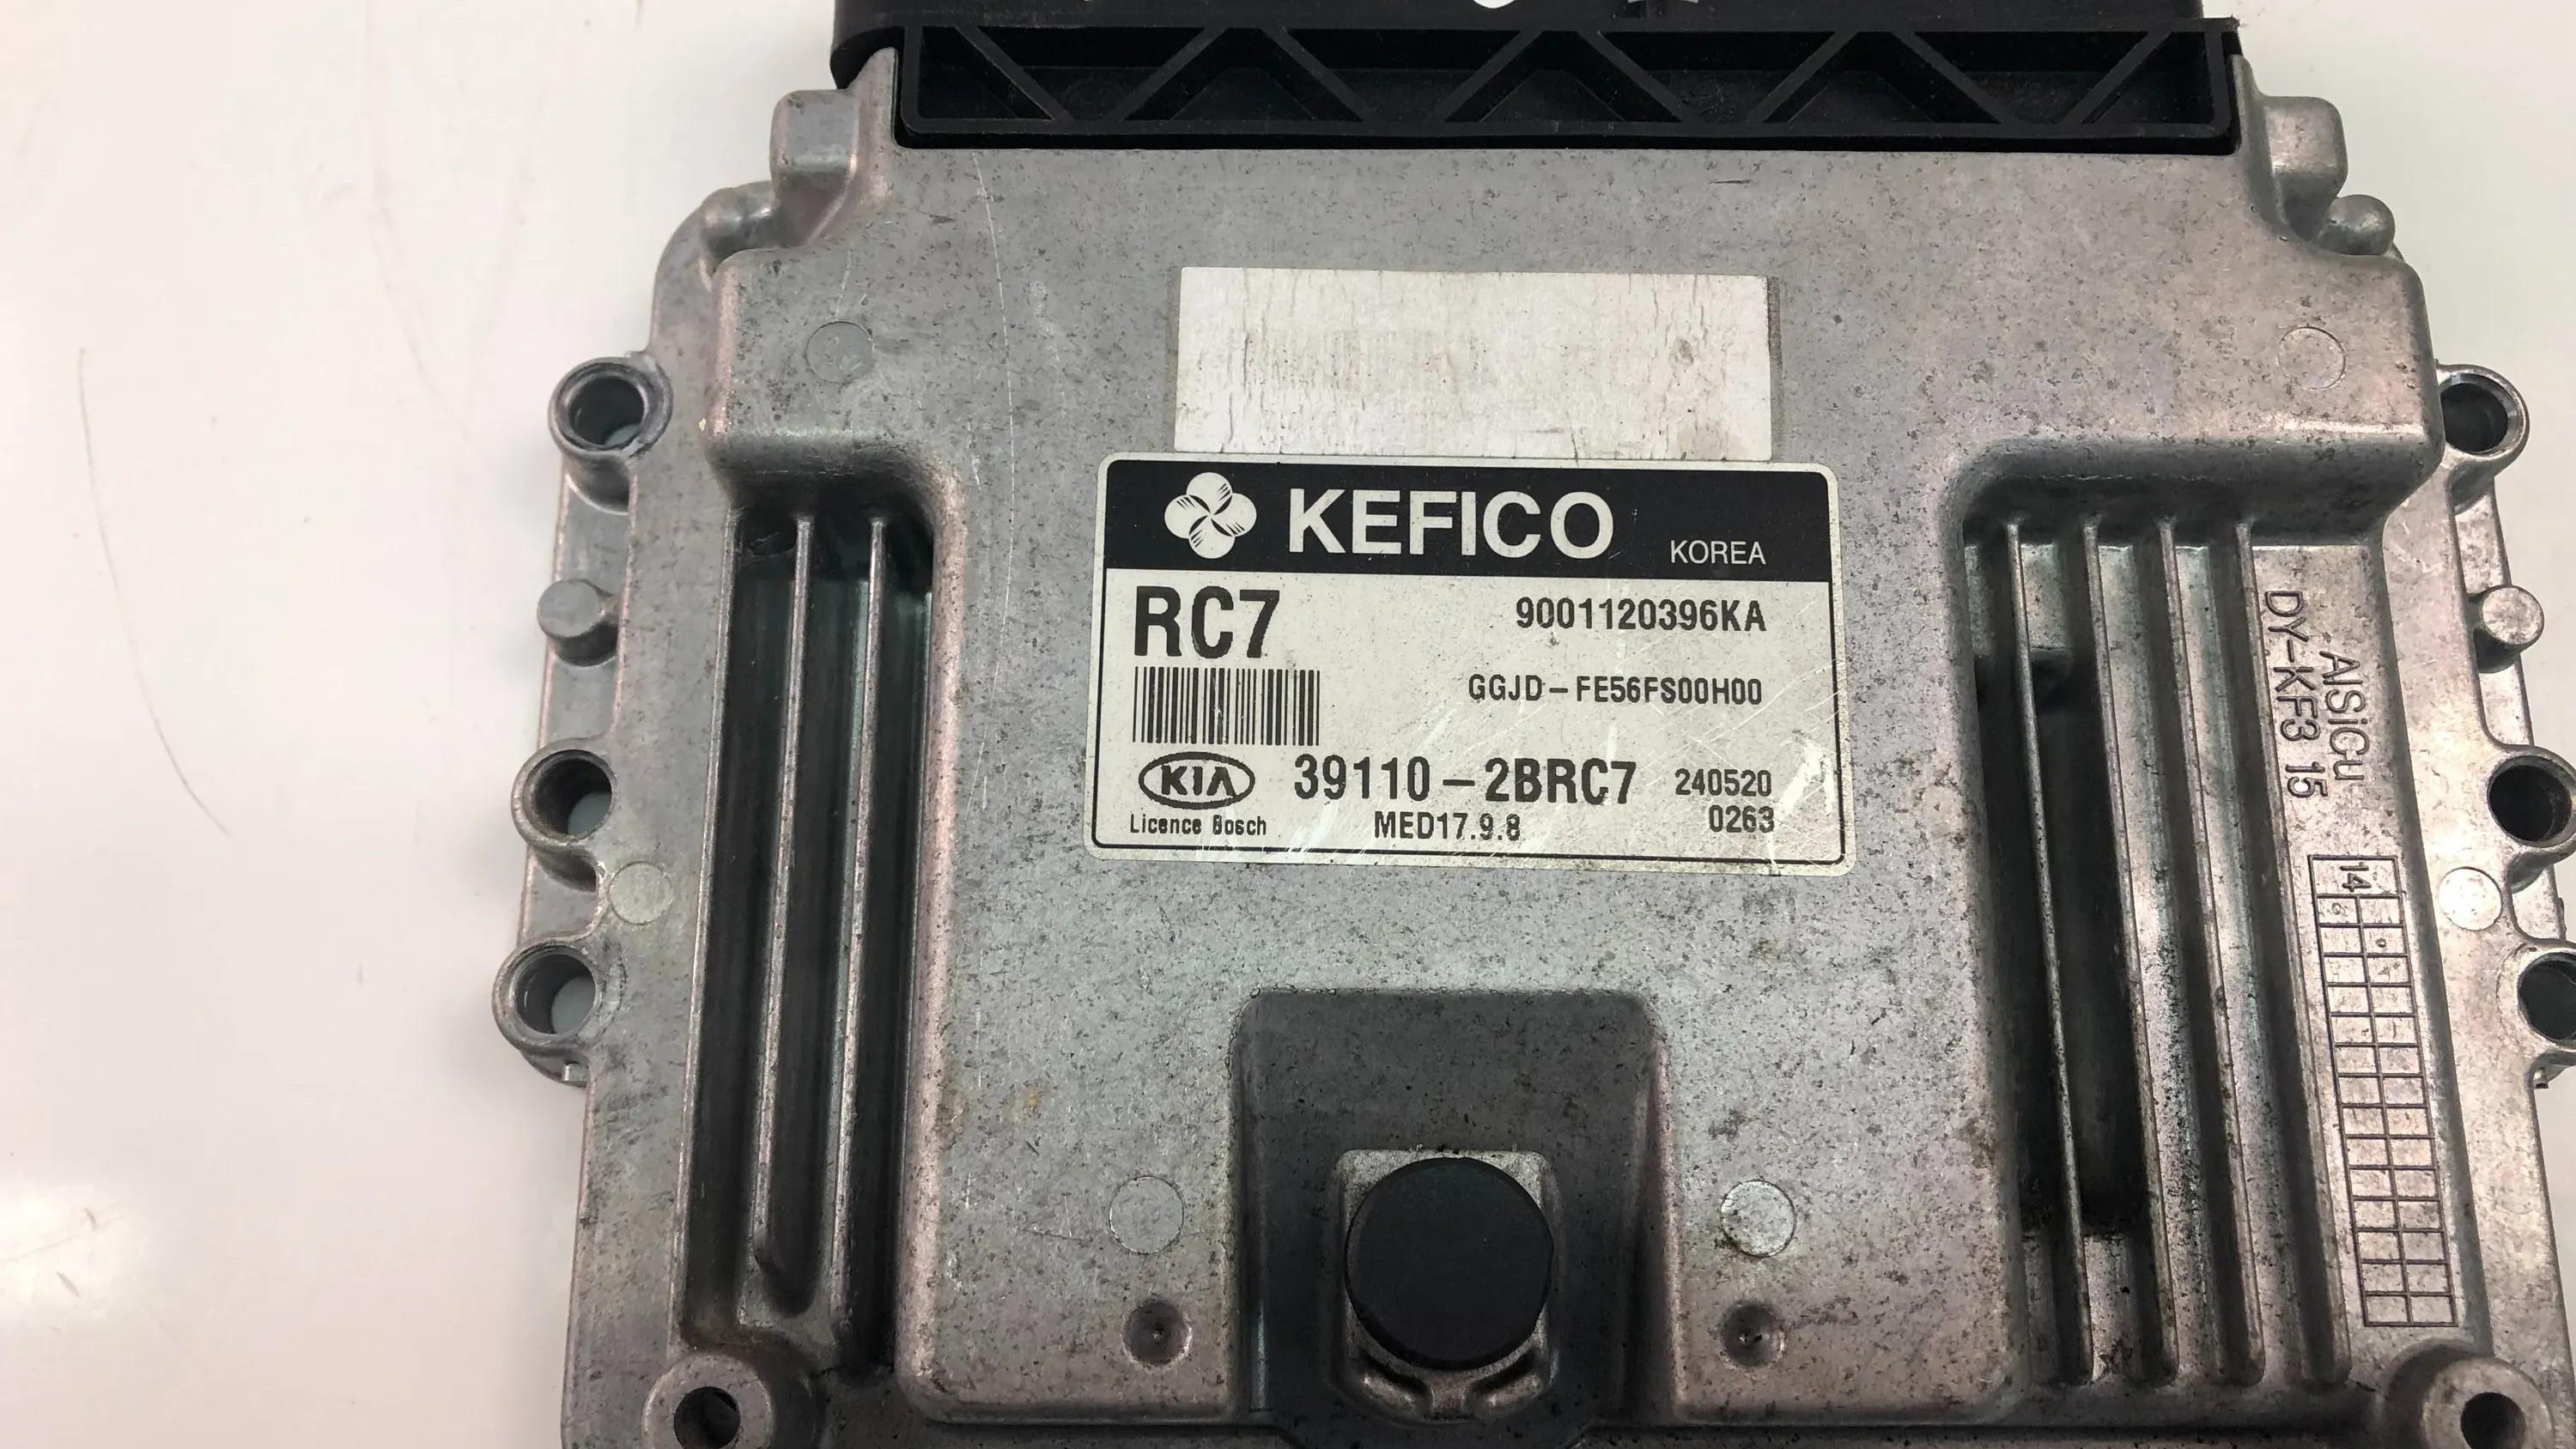 KEFICO KOREA
RC7 9001120396KA
GGJD-FE56FS00H00
KIA 39110-2BRC7 240520
Licence Bosch MED17.9.8 0263
AlSiCu
DY-KF3 15
14